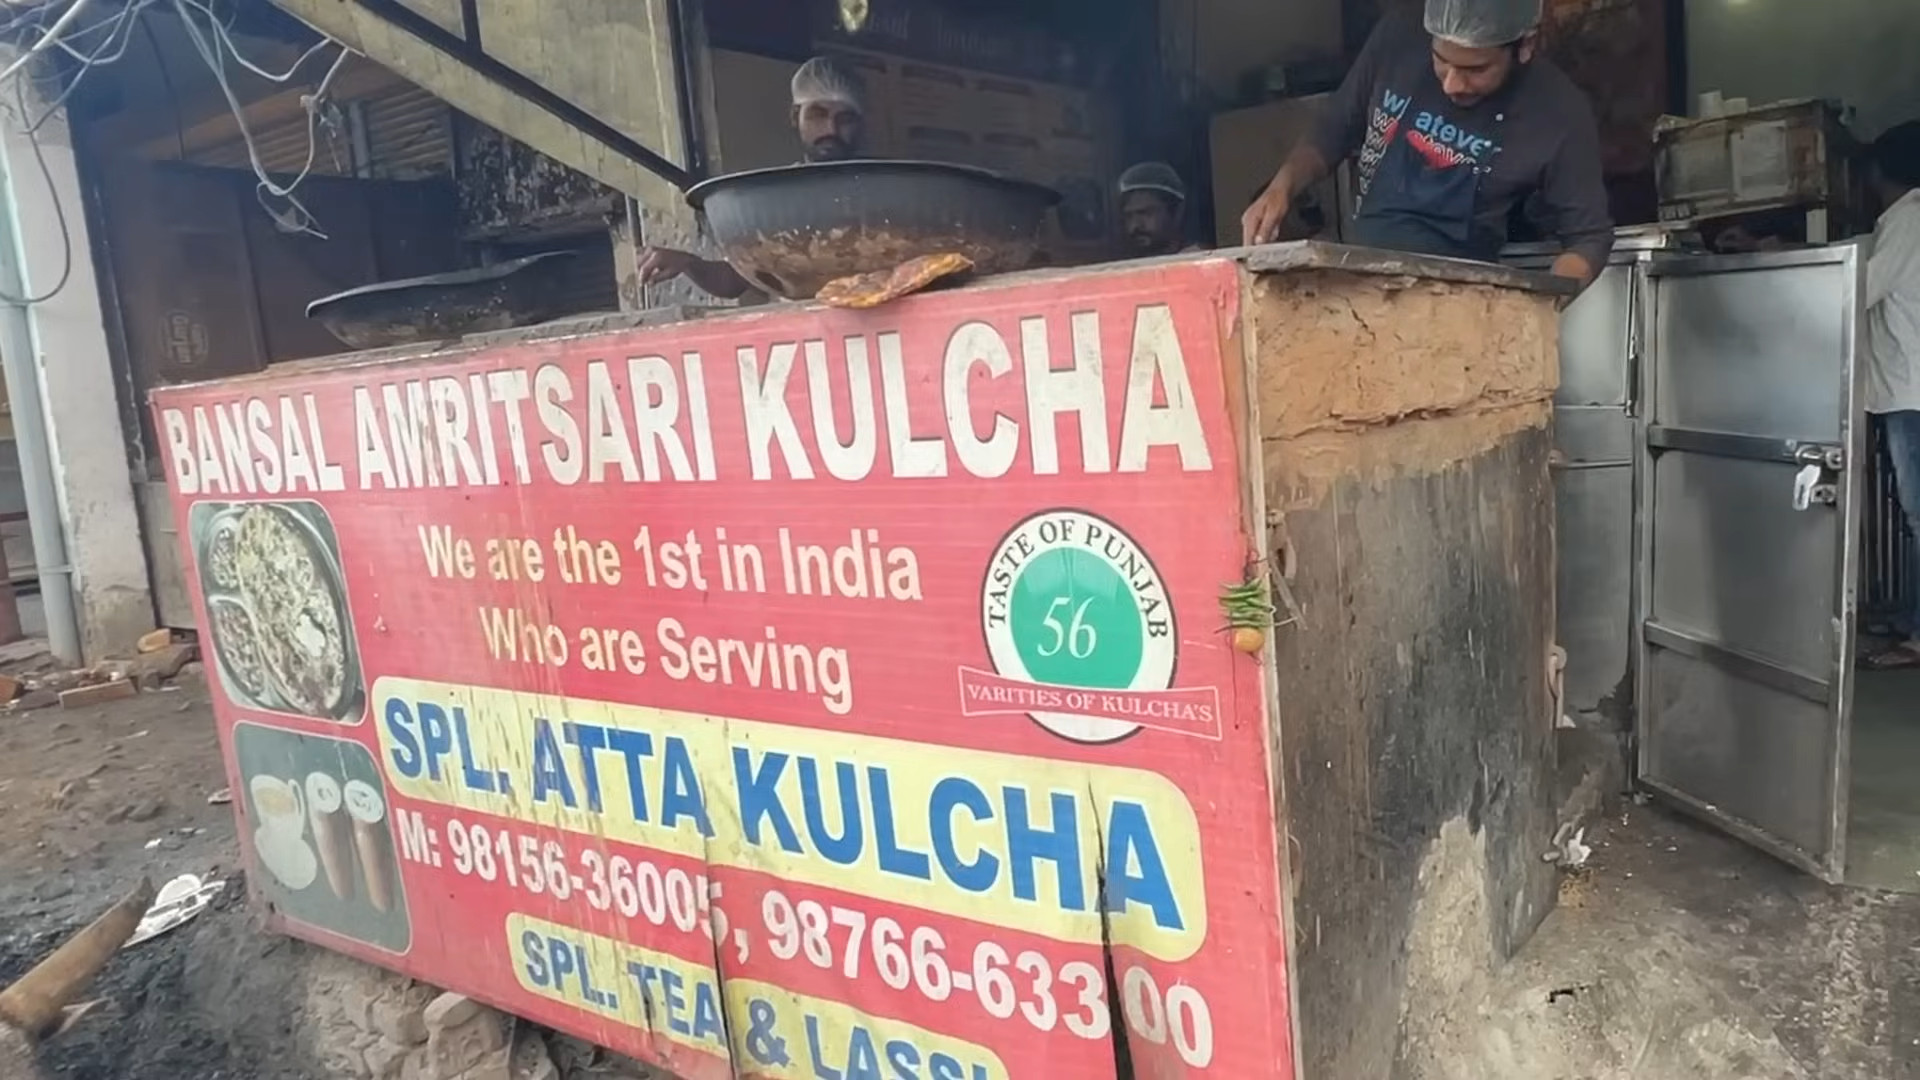 BANSAL AMRITSARI KULCHA
We are the 1st in India
Who are Serving
TASTE OF PUNJAB
56
VARITIES OF KULCHA'S
SPL. ATTA KULCHA
M: 98156-36005, 98766-63300
SPL. TEA & LASSI